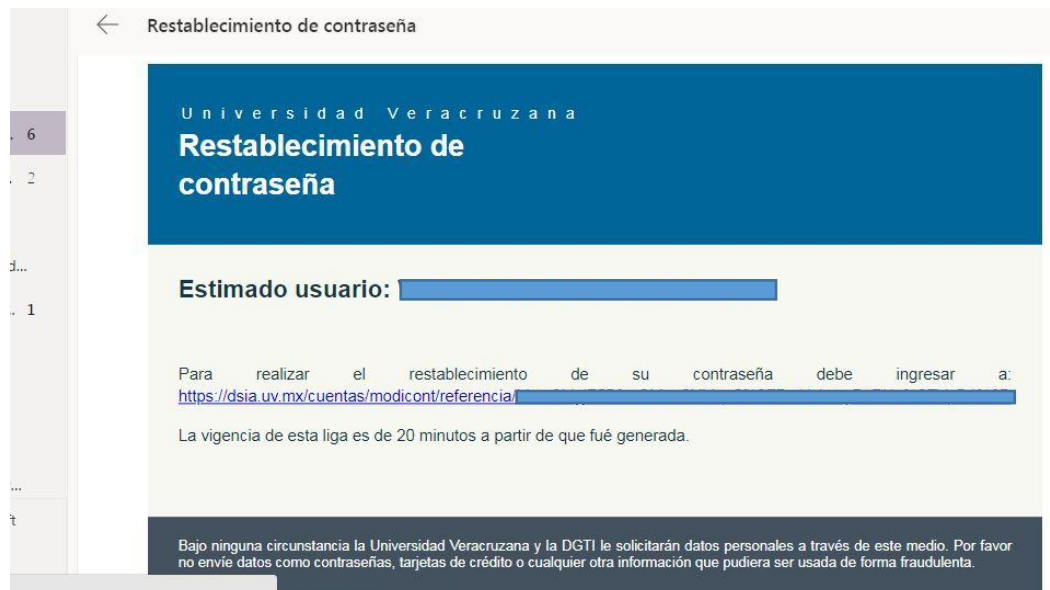 Restablecimiento de contraseña
Universidad Veracruzana
Restablecimiento de
contraseña
. 6
. 2
d...
.. 1
...
Estimado usuario:
Para realizar el restablecimiento de su contraseña debe ingresar a:
https://dsia.uv.mx/cuentas/modicont/referencia/
La vigencia de esta liga es de 20 minutos a partir de que fué generada.
Bajo ninguna circunstancia la Universidad Veracruzana y la DGTI le solicitarán datos personales a través de este medio. Por favor
no envíe datos como contraseñas, tarjetas de crédito o cualquier otra información que pudiera ser usada de forma fraudulenta.